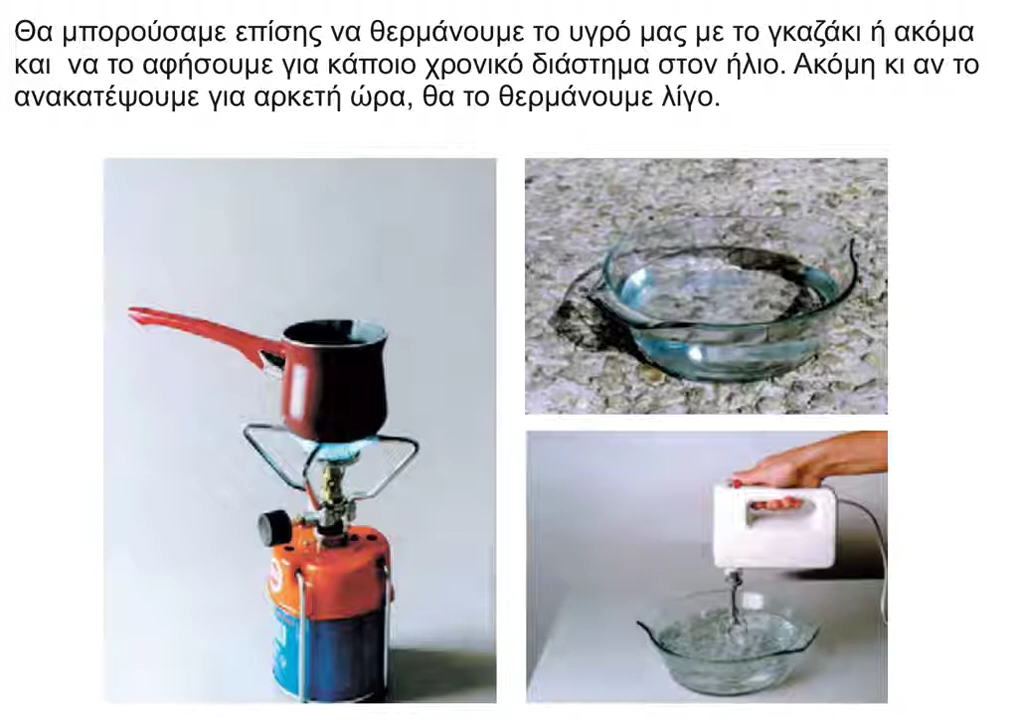 Θα μπορούσαμε επίσης να θερμάνουμε το υγρό μας με το γκαζάκι ή ακόμα
και να το αφήσουμε για κάποιο χρονικό διάστημα στον ήλιο. Ακόμη κι αν το
ανακατέψουμε για αρκετή ώρα, θα το θερμάνουμε λίγο.